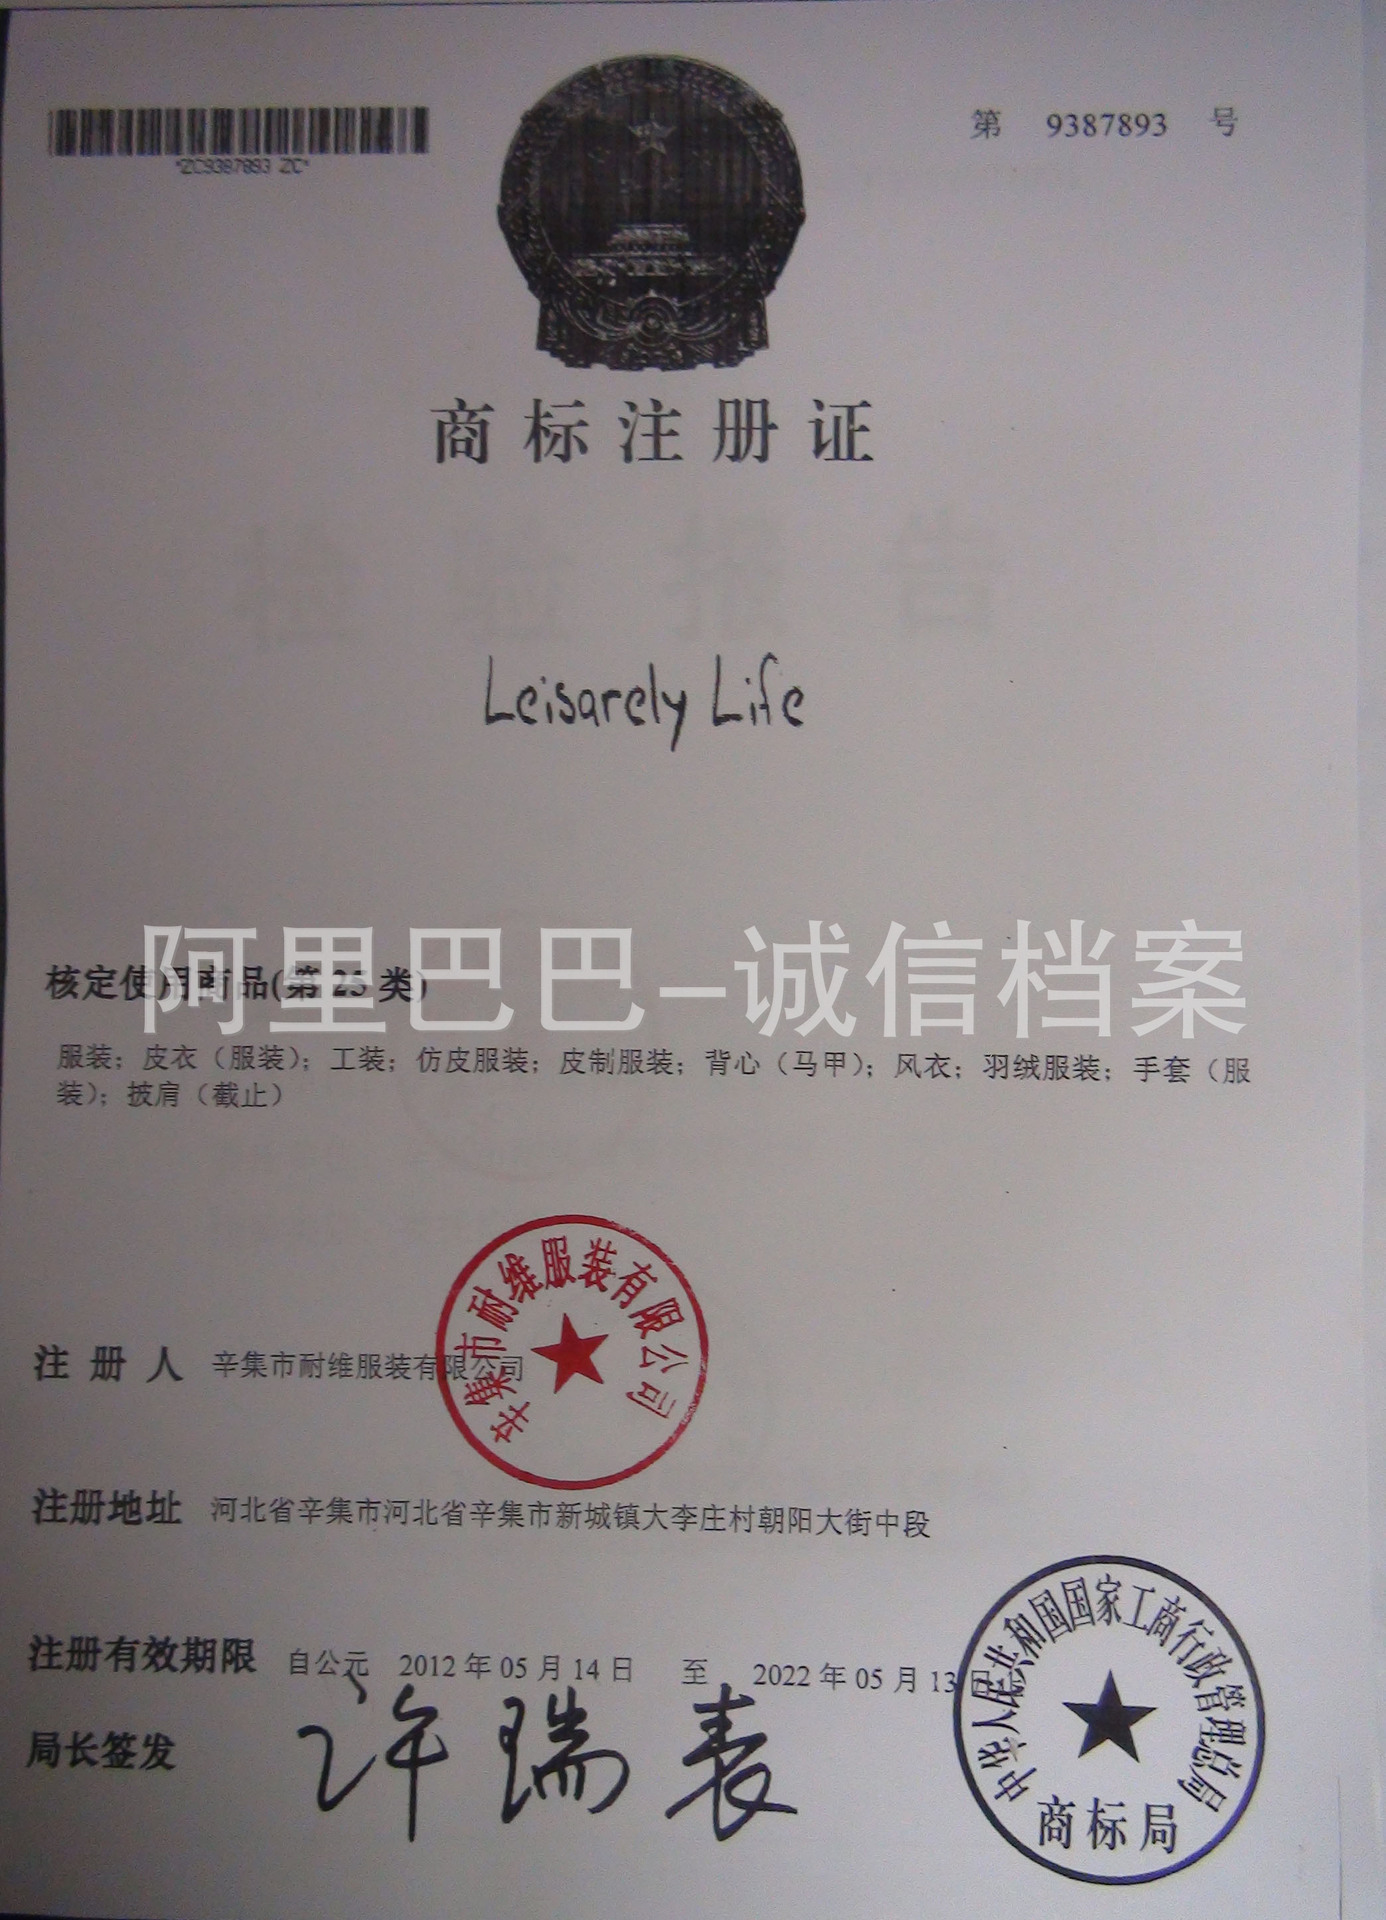 第 9387893 号
*ZC9387893 ZC*
商标注册证
检验报告
Leisarely Life
阿里巴巴-诚信档案
核定使用商品(第 25 类)
服装；皮衣（服装）；工装；仿皮服装；皮制服装；背心（马甲）；风衣；羽绒服装；手套（服
装）；披肩（截止）
辛集市耐维服装有限公司
注册人 辛集市耐维服装有限公司
注册地址 河北省辛集市河北省辛集市新城镇大李庄村朝阳大街中段
注册有效期限 自公元 2012 年 05 月 14 日 至 2022 年 05 月 13 日
局长签发 许瑞表
中华人民共和国国家工商行政管理总局
商标局